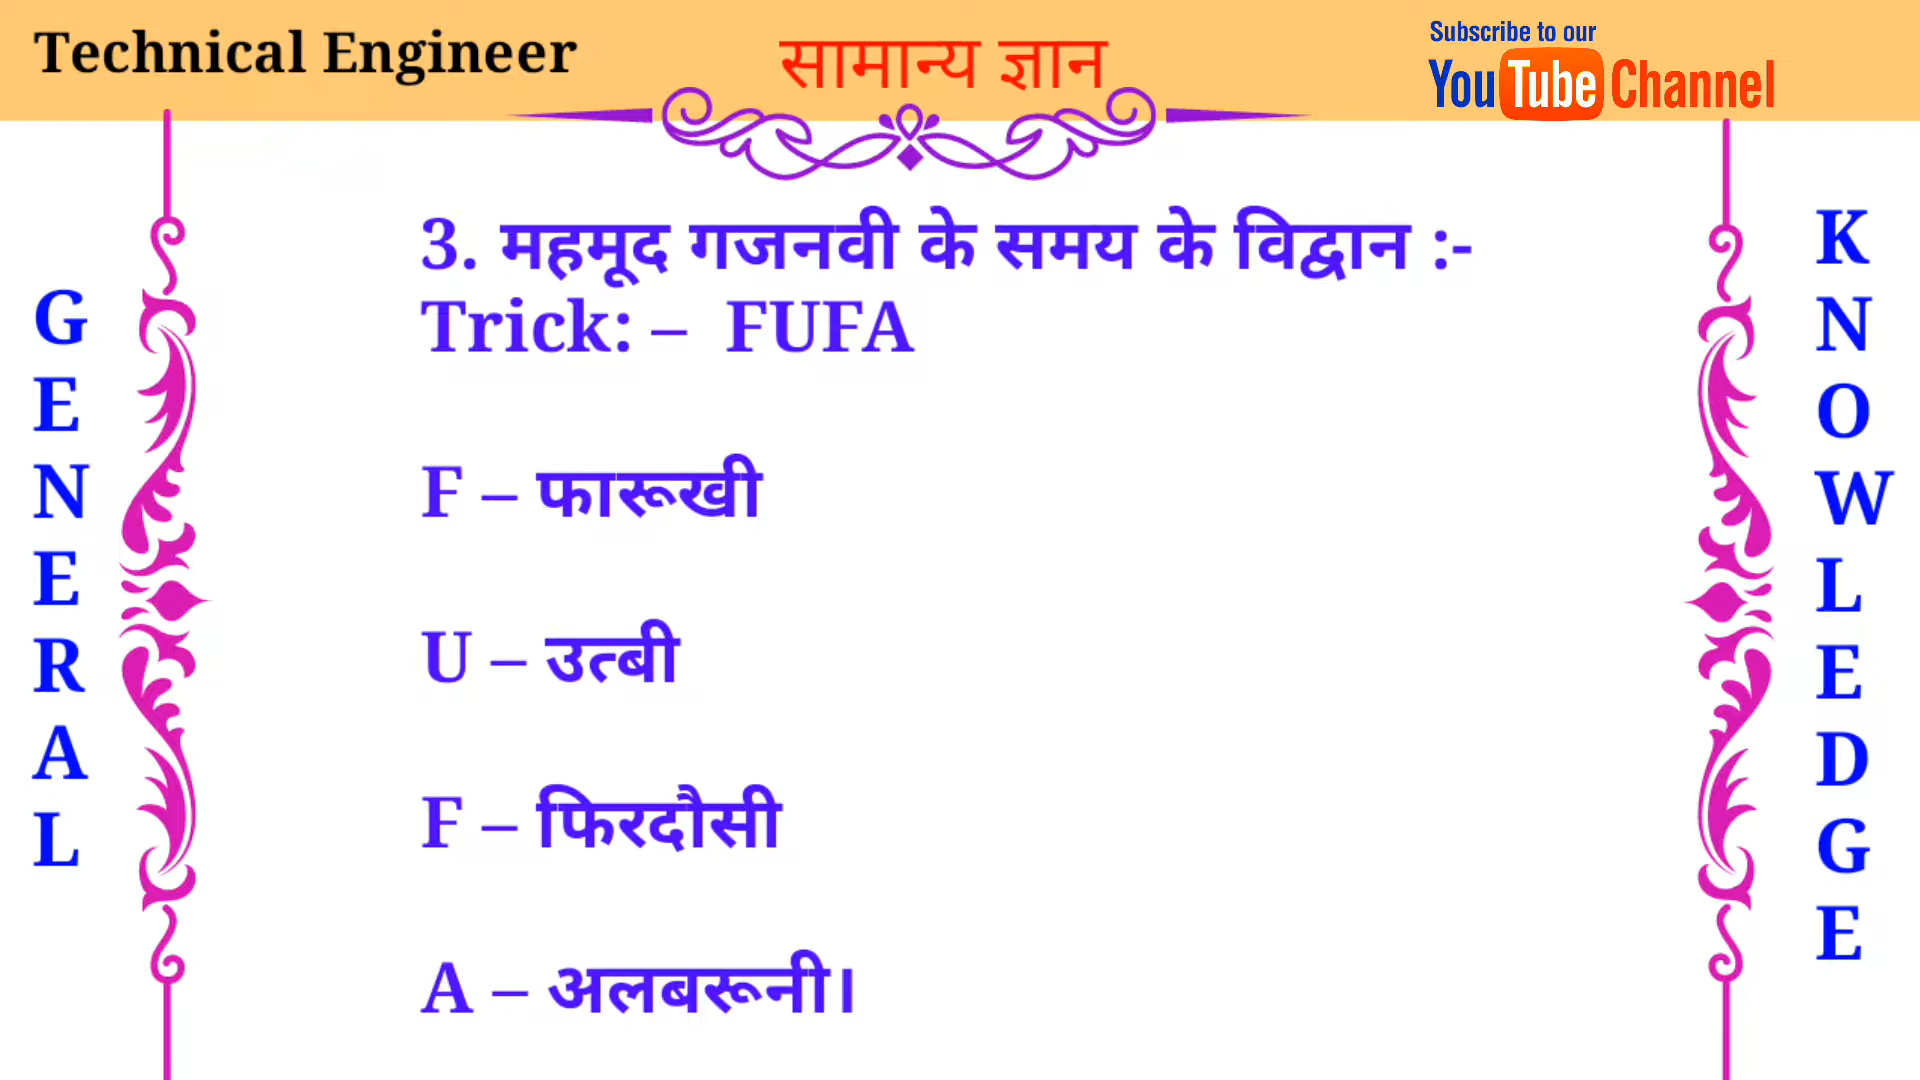 Technical Engineer
सामान्य ज्ञान
Subscribe to our
YouTube Channel
GENERAL
3. महमूद गजनवी के समय के विद्वान :-
Trick: – FUFA
F – फारूखी
U – उत्बी
F – फिरदौसी
A – अलबरूनी।
KNOWLEDGE